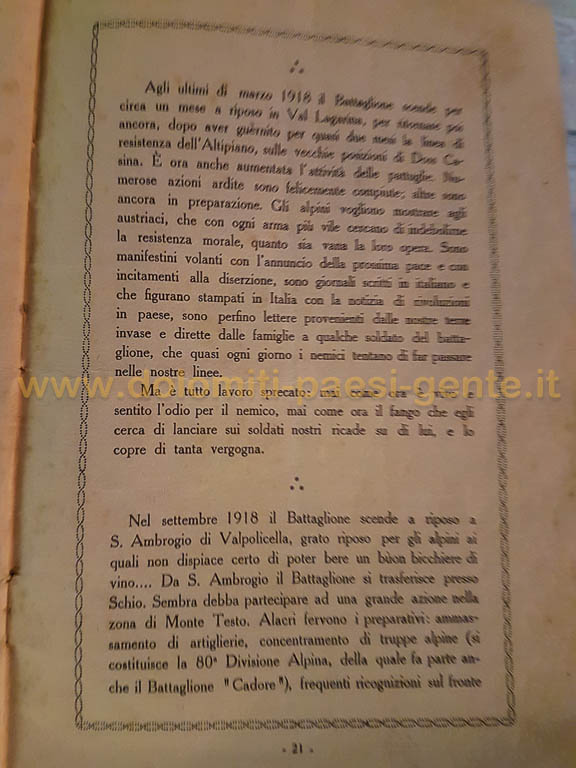 ∴
Agli ultimi di marzo 1918 il Battaglione scende per
circa un mese a riposo in Val Lagarina, per ritornare poi
ancora, dopo aver guernito per quasi due mesi la linea di
resistenza dell'Altipiano, sulle vecchie posizioni di Doss Ca-
sina. È ora anche aumentata l'attività delle pattuglie. Nu-
merose azioni ardite sono felicemente compiute; altre sono
ancora in preparazione. Gli alpini vogliono mostrare agli
austriaci, che con ogni arma più vile cercano di indebolirne
la resistenza morale, quanto sia vana la loro opera. Sono
manifestini volanti con l'annuncio della prossima pace e con
incitamenti alla diserzione, sono giornali scritti in italiano e
che figurano stampati in Italia con la notizia di rivoluzioni
in paese, sono perfino lettere provenienti dalle nostre terre
invase e dirette dalle famiglie a qualche soldato del batta-
glione, che quasi ogni giorno i nemici tentano di far passare
nelle nostre linee.
www.dolomiti-paesi-gente.it
Ma è tutto lavoro sprecato: mai come ora è vivo e
sentito l'odio per il nemico, mai come ora il fango che egli
cerca di lanciare sui soldati nostri ricade su di lui, e lo
copre di tanta vergogna.
∴
Nel settembre 1918 il Battaglione scende a riposo a
S. Ambrogio di Valpolicella, grato riposo per gli alpini ai
quali non dispiace certo di poter bere un buon bicchiere di
vino.... Da S. Ambrogio il Battaglione si trasferisce presso
Schio. Sembra debba partecipare ad una grande azione nella
zona di Monte Testo. Alacri fervono i preparativi: ammas-
samento di artiglierie, concentramento di truppe alpine (si
costituisce la 80ª Divisione Alpina, della quale fa parte an-
che il Battaglione "Cadore"), frequenti ricognizioni sul fronte
- 21 -